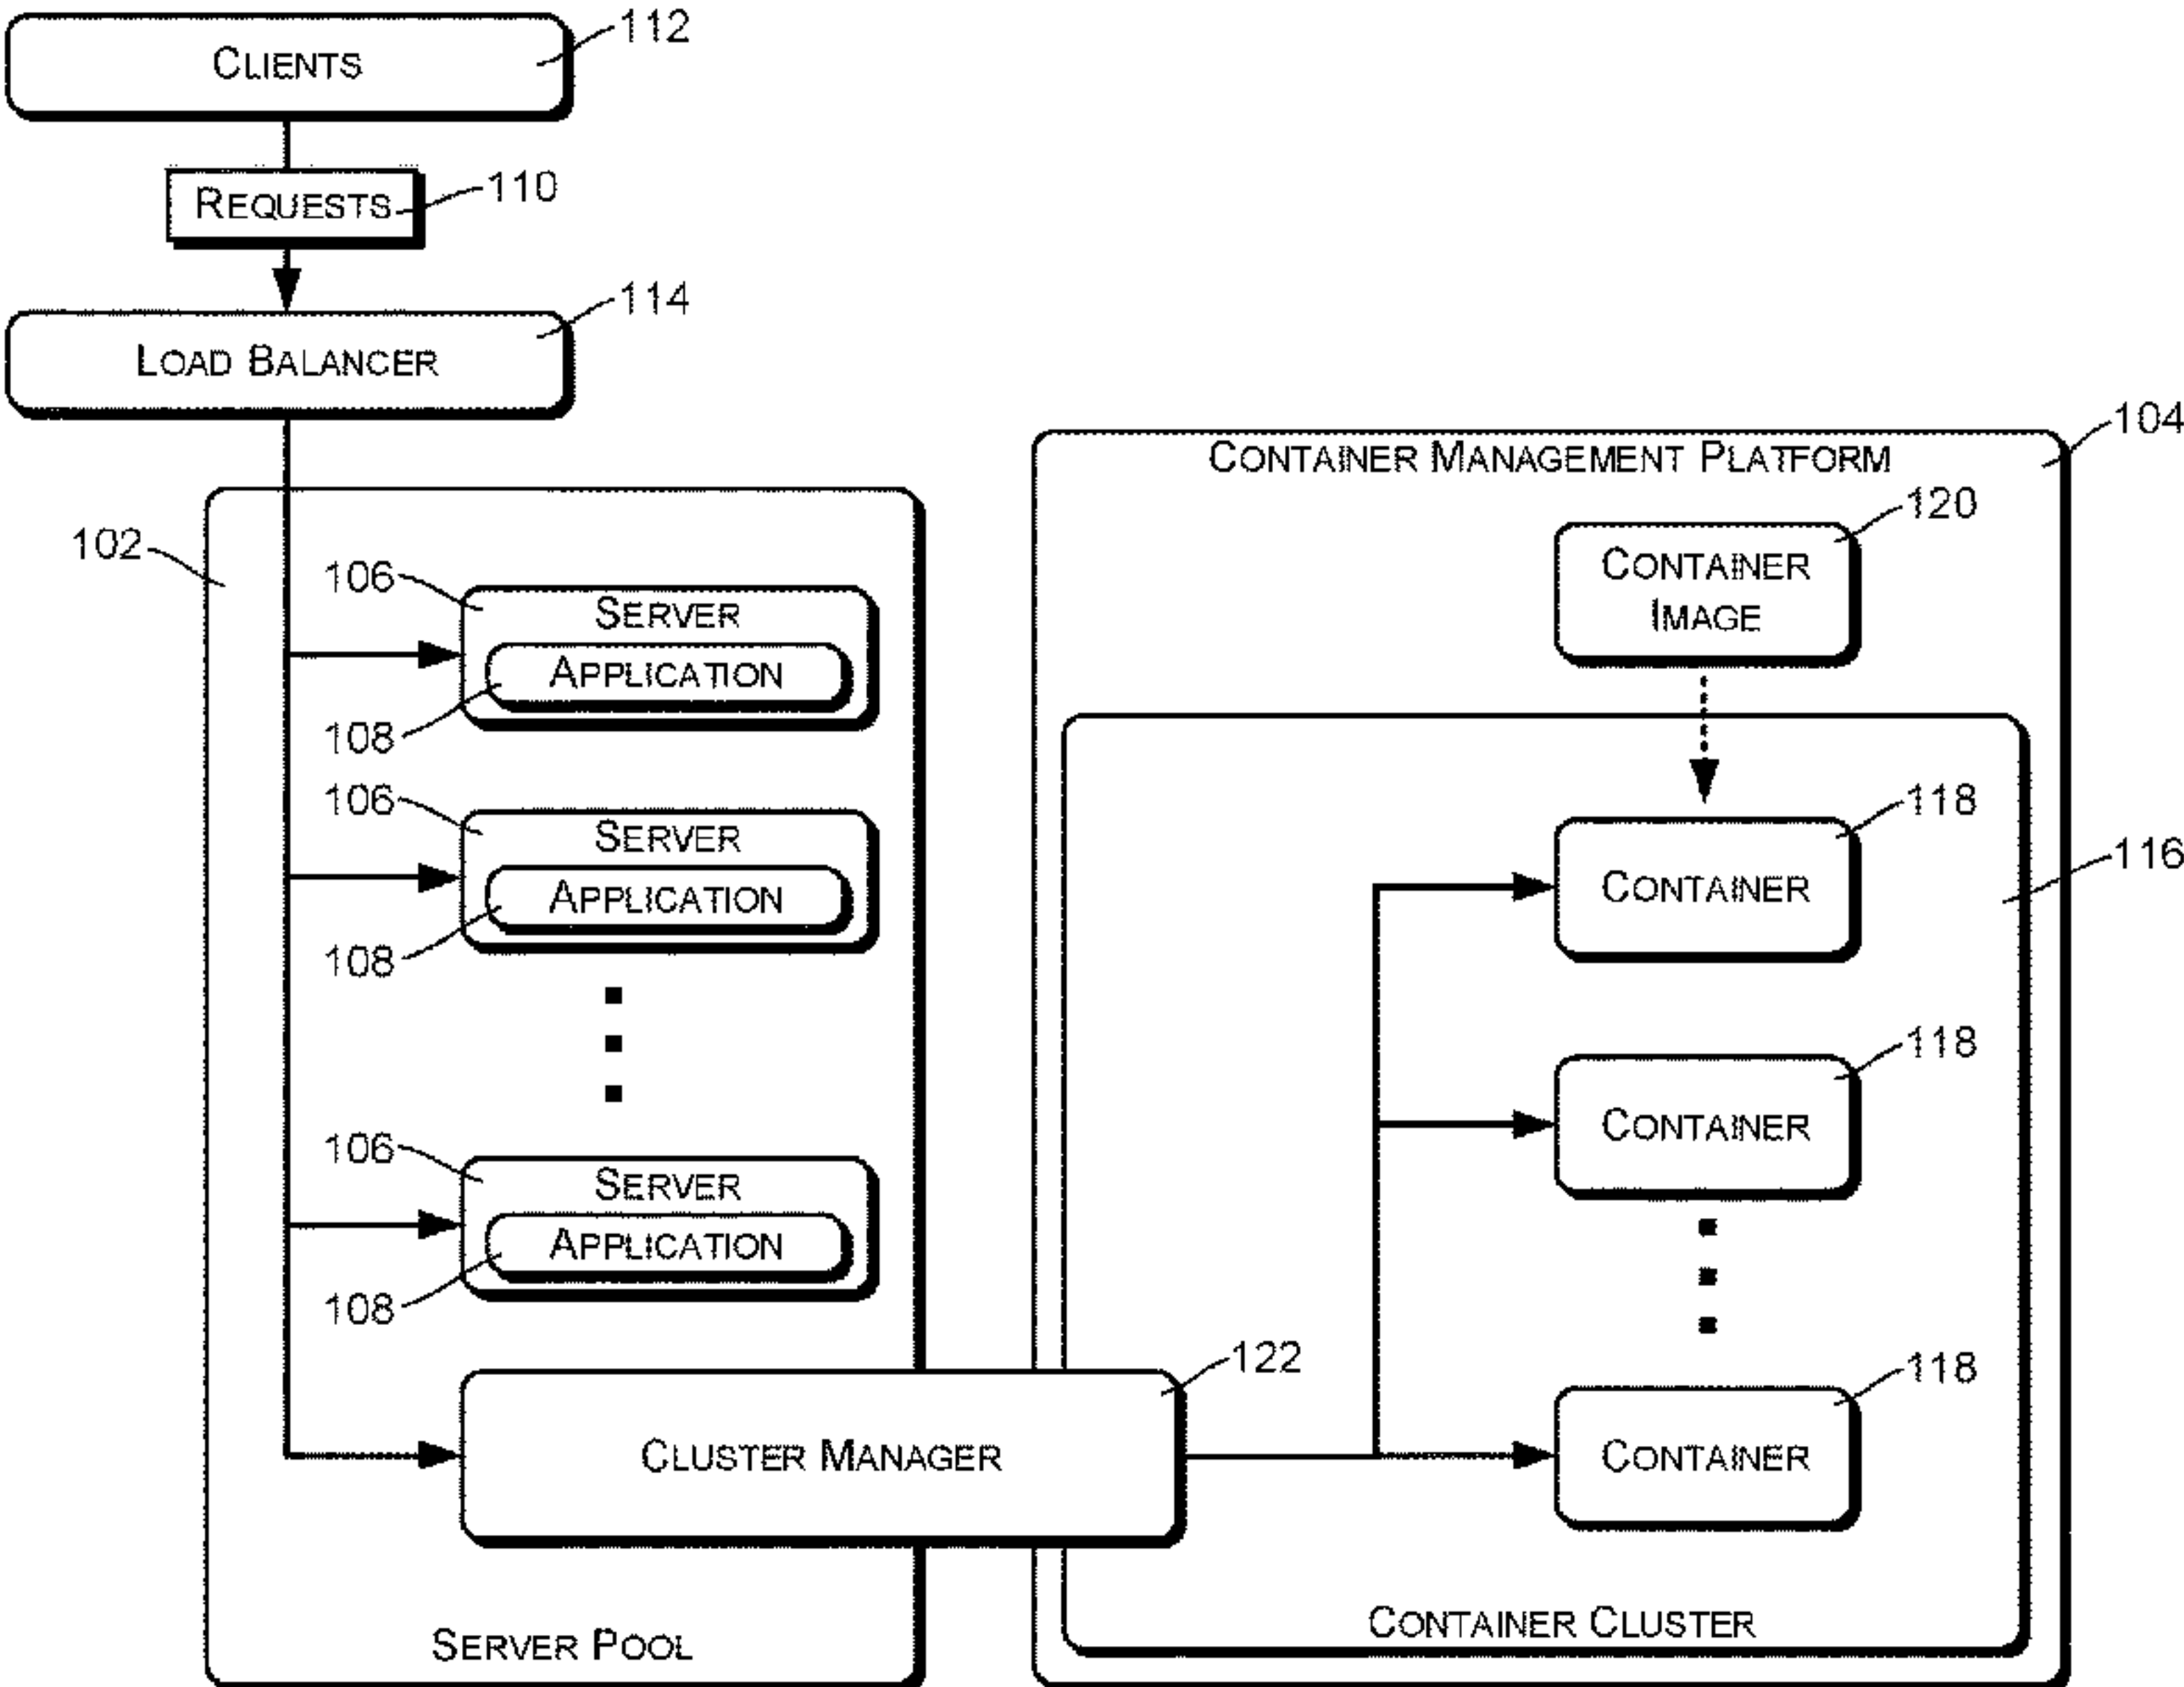 112
CLIENTS
110
REQUESTS
114
LOAD BALANCER
104
CONTAINER MANAGEMENT PLATFORM
120
CONTAINER
IMAGE
102
106
SERVER
APPLICATION
108
106
SERVER
APPLICATION
108
106
SERVER
APPLICATION
108
122
CLUSTER MANAGER
SERVER POOL
118
CONTAINER
116
118
CONTAINER
118
CONTAINER
CONTAINER CLUSTER